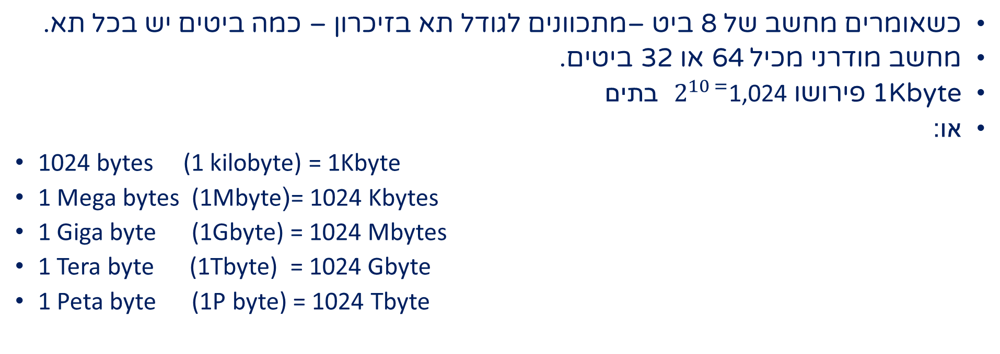 • כשאומרים מחשב של 8 ביט –מתכוונים לגודל תא בזיכרון – כמה ביטים יש בכל תא.
• מחשב מודרני מכיל 64 או 32 ביטים.
• 1Kbyte פירושו 1,024= 2¹⁰ בתים
• או:
• 1024 bytes (1 kilobyte) = 1Kbyte
• 1 Mega bytes (1Mbyte)= 1024 Kbytes
• 1 Giga byte (1Gbyte) = 1024 Mbytes
• 1 Tera byte (1Tbyte) = 1024 Gbyte
• 1 Peta byte (1P byte) = 1024 Tbyte